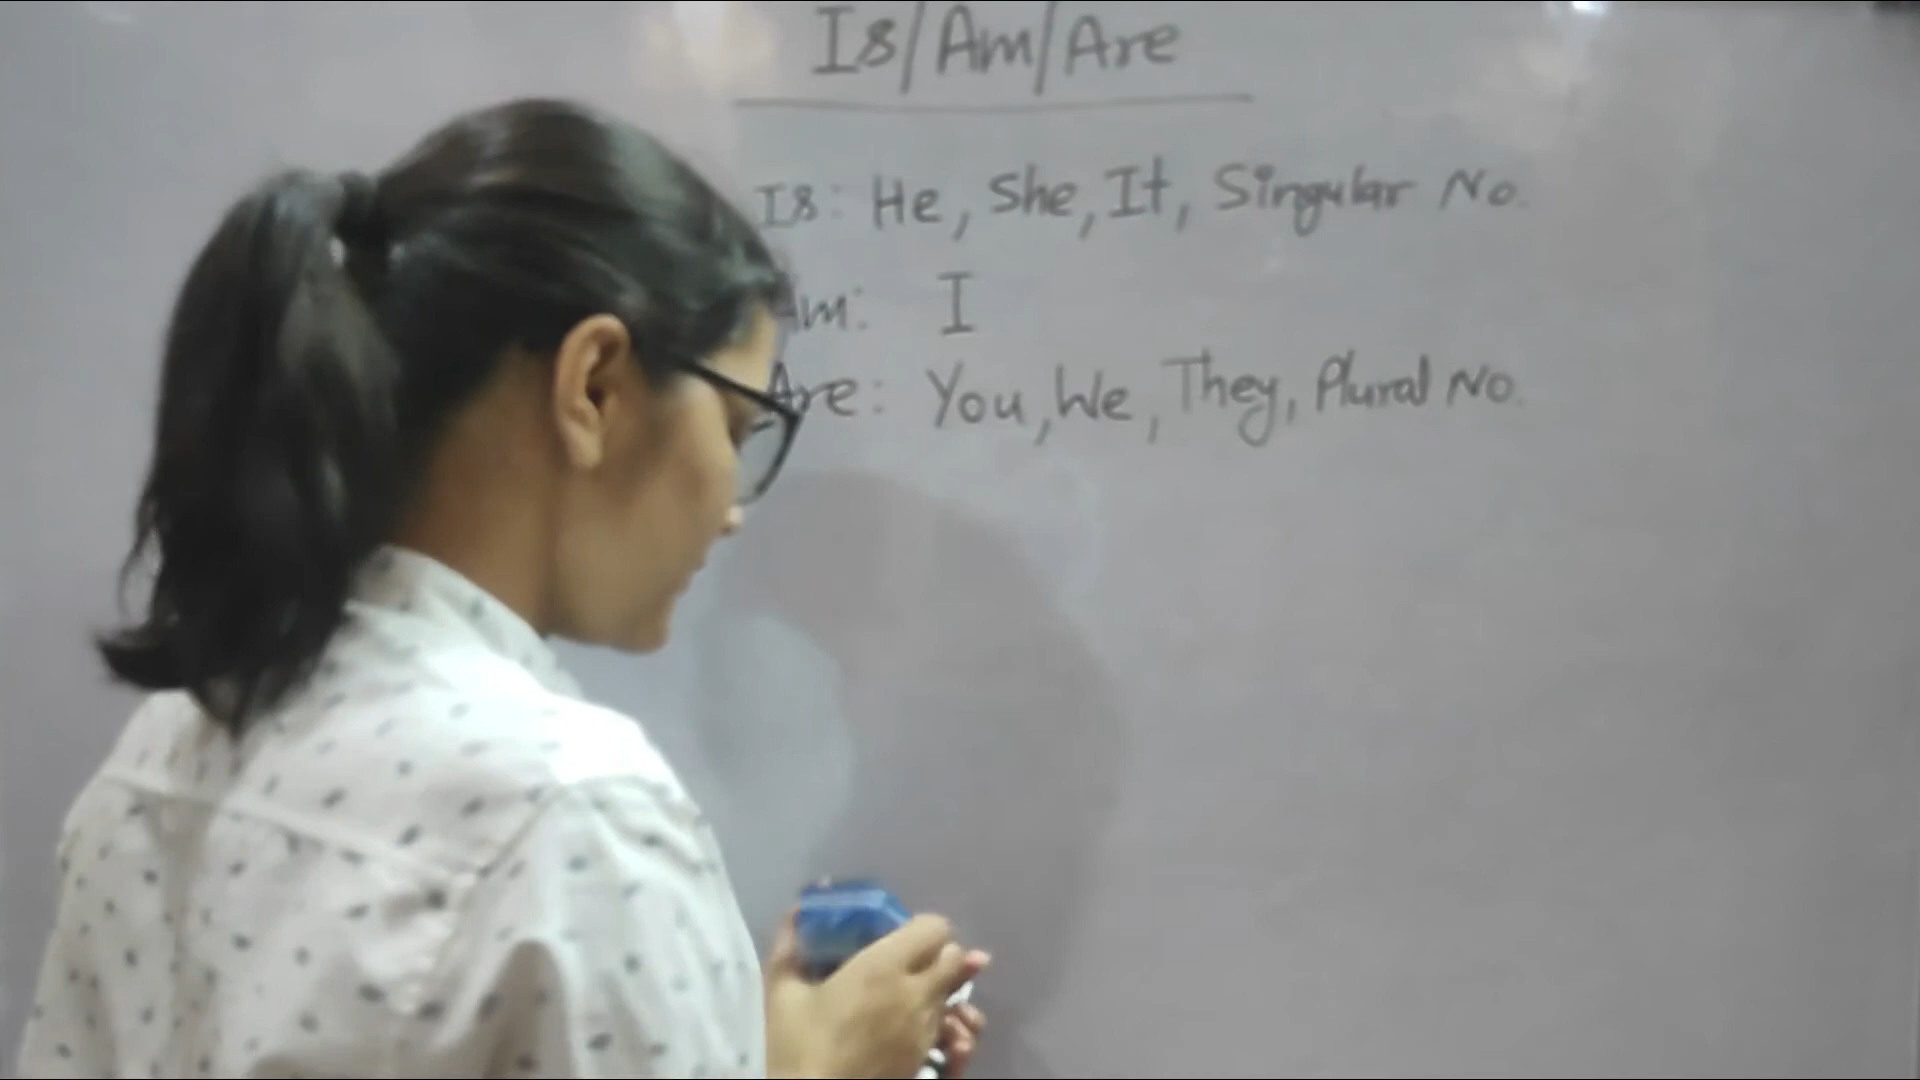 Is/Am/Are
Is: He, She, It, Singular No.
Am: I
Are: You, We, They, Plural No.